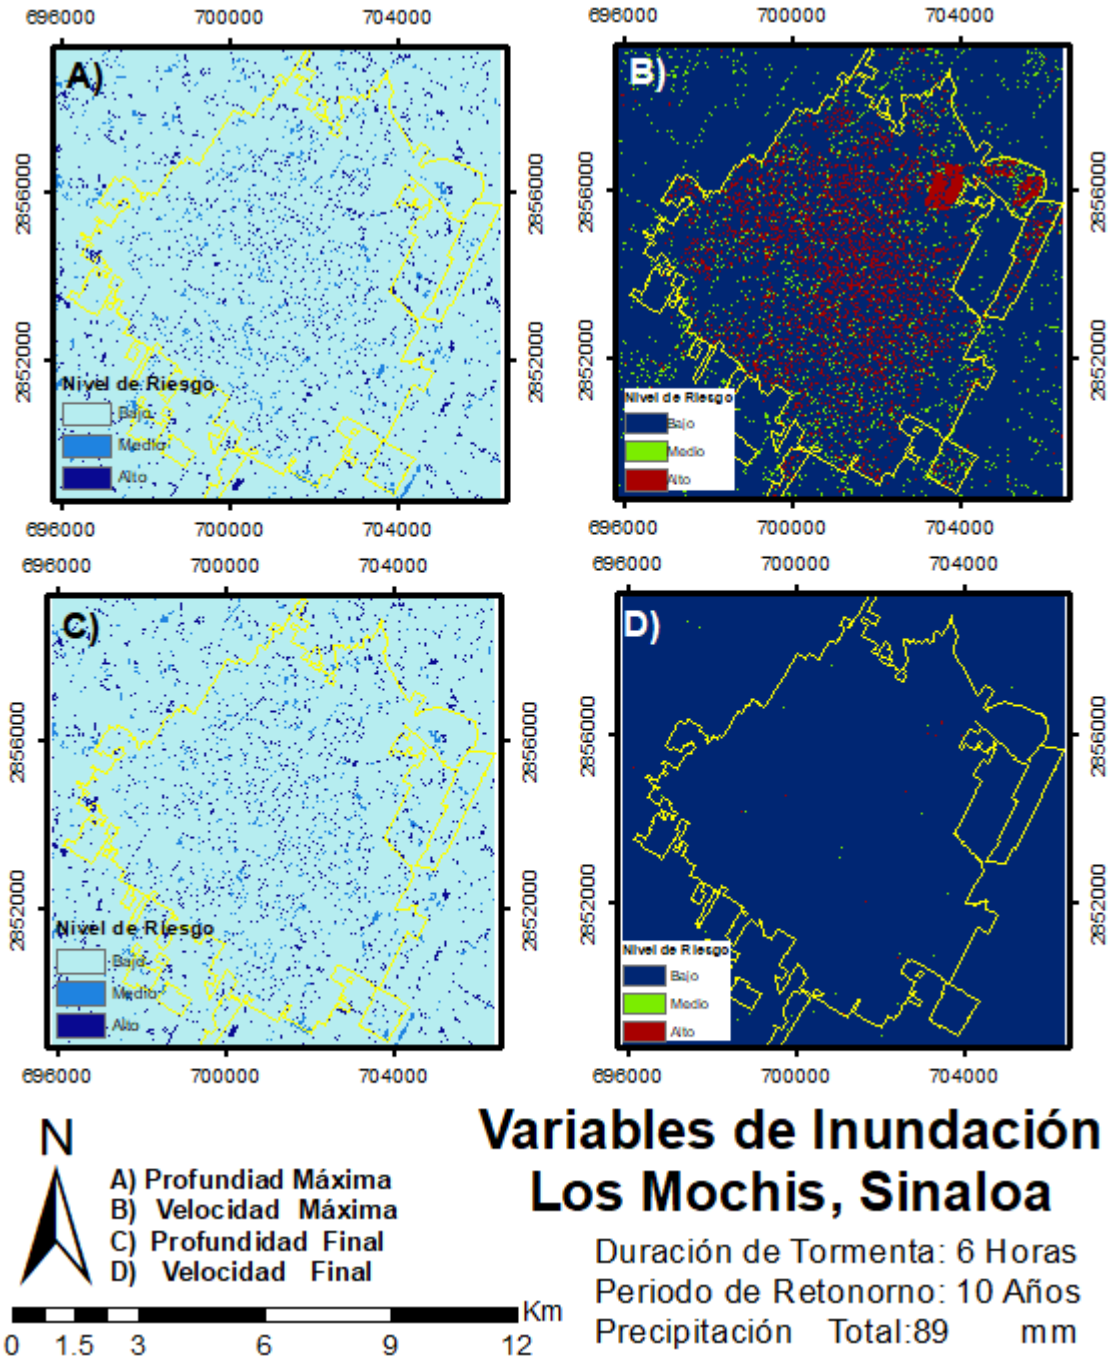 696000 700000 704000
696000 700000 704000
A)
B)
2856000
2856000
2856000
2856000
2852000
2852000
2852000
2852000
Nivel de Riesgo
Bajo
Medio
Alto
Nivel de Riesgo
Bajo
Medio
Alto
696000 700000 704000
696000 700000 704000
696000 700000 704000
696000 700000 704000
C)
D)
2856000
2856000
2856000
2856000
2852000
2852000
2852000
2852000
Nivel de Riesgo
Bajo
Medio
Alto
Nivel de Riesgo
Bajo
Medio
Alto
696000 700000 704000
696000 700000 704000
N
A) Profundiad Máxima
B) Velocidad Máxima
C) Profundidad Final
D) Velocidad Final
Km
0 1.5 3 6 9 12
Variables de Inundación
Los Mochis, Sinaloa
Duración de Tormenta: 6 Horas
Periodo de Retonorno: 10 Años
Precipitación Total:89 mm